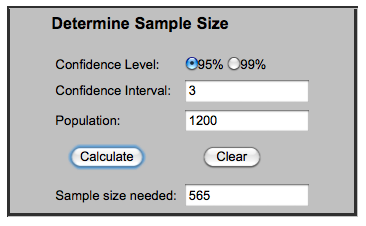 Determine Sample Size
Confidence Level: 95% 99%
Confidence Interval: 3
Population: 1200
Calculate Clear
Sample size needed: 565